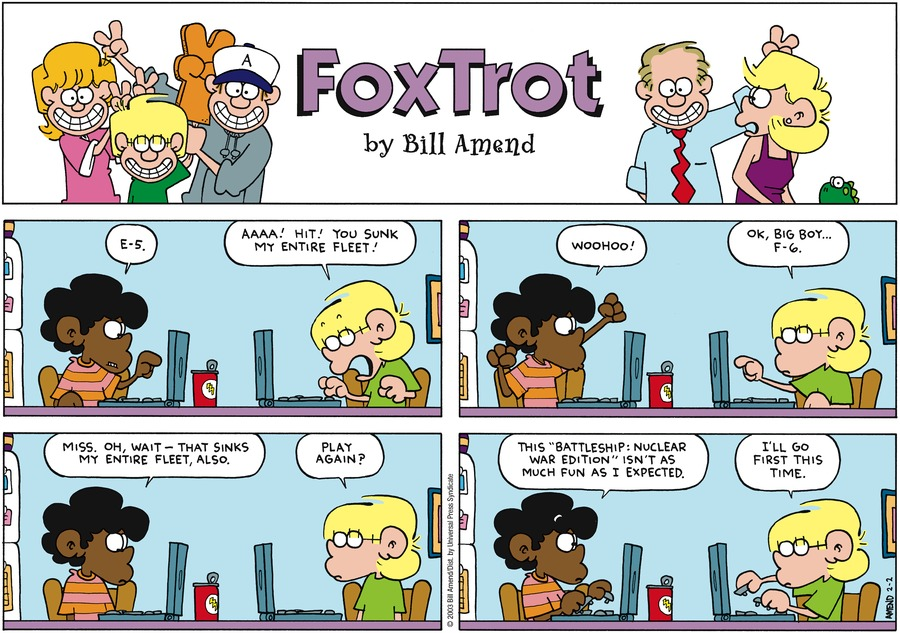 A
FoxTrot
by Bill Amend
E-5.
AAAA! HIT! YOU SUNK
MY ENTIRE FLEET!
WOOHOO!
OK, BIG BOY...
F-6.
MISS. OH, WAIT — THAT SINKS
MY ENTIRE FLEET, ALSO.
PLAY
AGAIN?
© 2003 Bill Amend/Dist. by Universal Press Syndicate
THIS "BATTLESHIP: NUCLEAR
WAR EDITION" ISN'T AS
MUCH FUN AS I EXPECTED.
I'LL GO
FIRST THIS
TIME.
AMEND 2-2